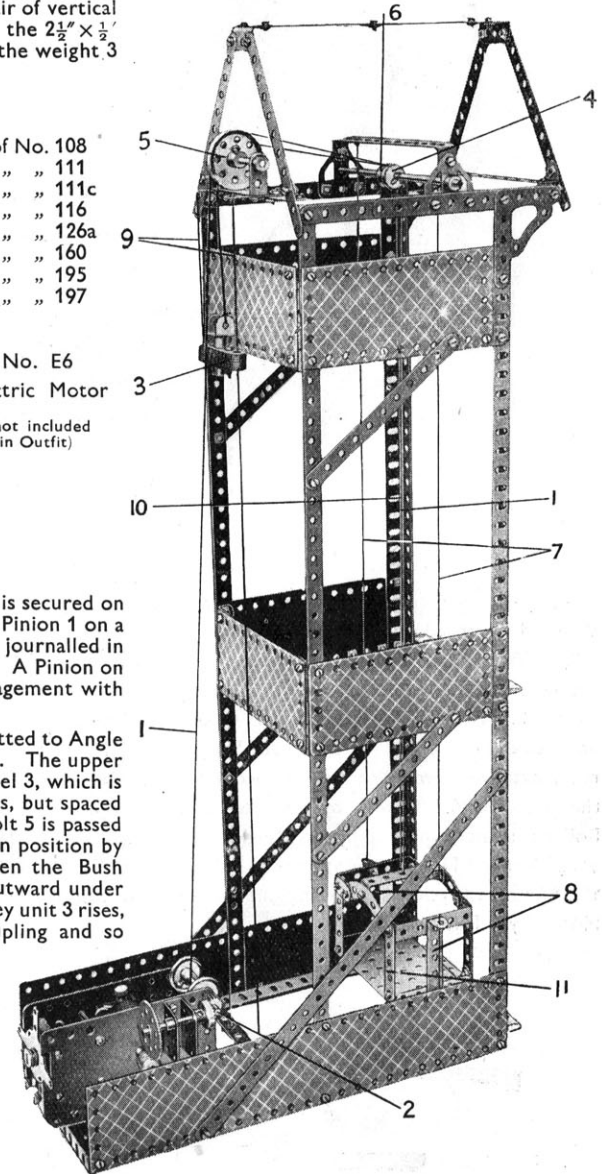 air of vertical
the 2½″ × ½″
the weight 3
of No. 108
„ „ 111
„ „ 111c
„ „ 116
„ „ 126a
„ „ 160
„ „ 195
„ „ 197
No. E6
ctric Motor
not included
in Outfit)
is secured on
Pinion 1 on a
journalled in
A Pinion on
agement with
tted to Angle
. The upper
el 3, which is
s, but spaced
olt 5 is passed
n position by
en the Bush
utward under
ey unit 3 rises,
pling and so
6
4
5
9
3
10
1
7
1
8
11
2